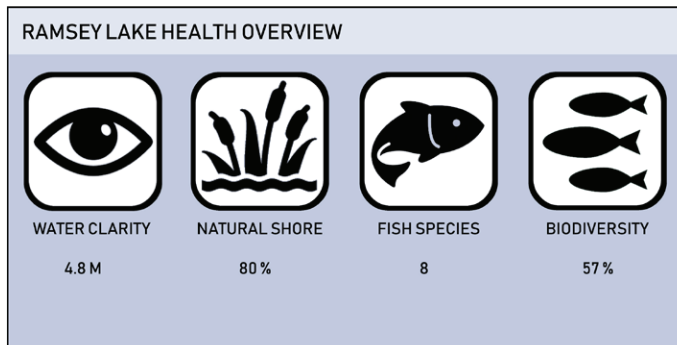 RAMSEY LAKE HEALTH OVERVIEW
WATER CLARITY
NATURAL SHORE
FISH SPECIES
BIODIVERSITY
4.8 M
80 %
8
57 %